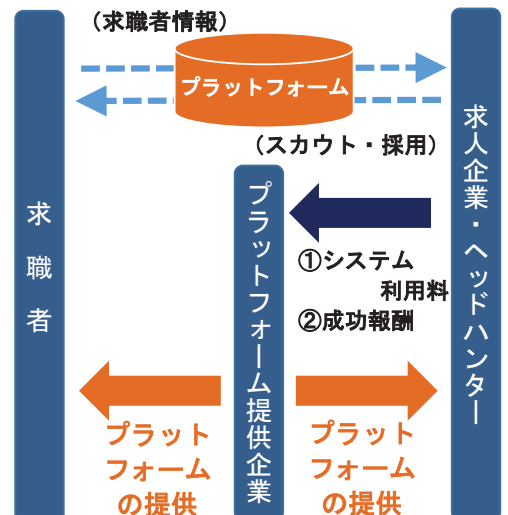 （求職者情報）
プラットフォーム
（スカウト・採用）
求職者
プラットフォーム提供企業
求人企業・ヘッドハンター
①システム
利用料
②成功報酬
プラット
フォーム
の提供
プラット
フォーム
の提供